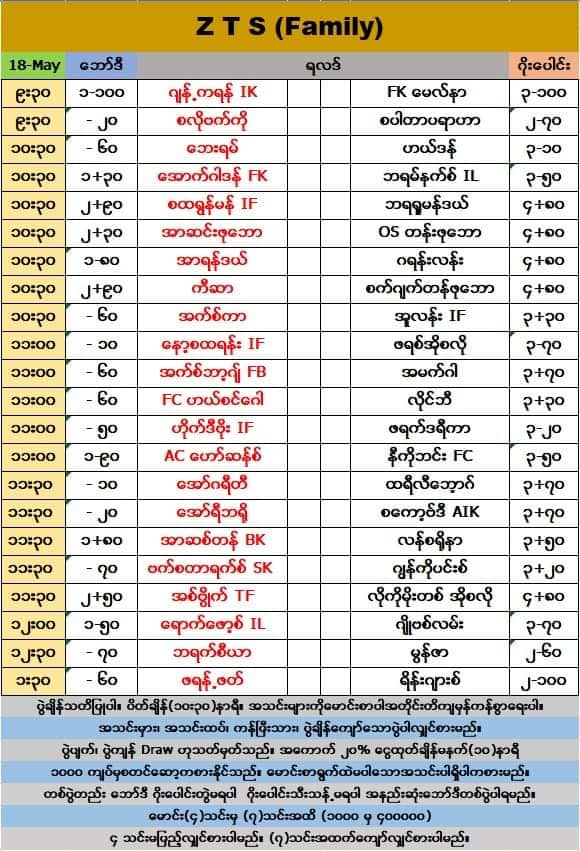 Z T S (Family)
18-May ဘော်ဒီ ရလဒ် ဂိုးပေါင်း
၉း၃၀ ၁-၁၀၀ ဂျန့်ကရန် IK FK မေလ်နာ ၃-၁၀၀
၉း၃၀ - ၂၀ စလိုဗက်ကို စပါတာပရာဟာ ၂-၇၀
၁၀း၃၀ - ၆၀ ဘေးရမ် ဟယ်ဒန် ၃-၁၀
၁၀း၃၀ ၁+၃၀ အောက်ဂါဒန် FK ဘရမ်နက်စ် IL ၃-၅၀
၁၀း၃၀ ၂+၉၀ စထရွန်မန် IF ဘရရှုမန်ဒယ် ၄+၈၀
၁၀း၃၀ ၂+၃၀ အာဆင်းဖုဘော OS တန်းဖုဘော ၄+၈၀
၁၀း၃၀ ၁-၈၀ အာရန်ဒယ် ဂရန်းလန်း ၄+၈၀
၁၀း၃၀ ၂+၉၀ ကီဆာ စက်ဂျက်တန်ဖုဘော ၄+၈၀
၁၀း၃၀ - ၆၀ အက်စ်ကာ အူလန်း IF ၃+၃၀
၁၁း၀၀ - ၁၀ နော့စထရန်း IF ဖရစ်အိုစလို ၃-၇၀
၁၁း၀၀ - ၆၀ အက်စ်ဘာ့ဂျ် FB အမက်ဂါ ၃+၇၀
၁၁း၀၀ - ၆၀ FC ဟယ်စင်ဂေါ လိုင်ဘီ ၃+၃၀
၁၁း၀၀ - ၅၀ ဟိုက်ဒီဗိုး IF ဖရက်ဒရီကာ ၃-၂၀
၁၁း၀၀ ၁-၉၀ AC ဟော်ဆန်စ် နီကိုဘင်း FC ၃-၅၀
၁၁း၃၀ - ၁၀ အော်ဂရီတီ ထရီလီဘော့ဂ် ၃+၇၀
၁၁း၃၀ - ၂၀ အော်ရီဘရို စကော့ဗ်ဒီ AIK ၃+၇၀
၁၁း၃၀ ၁+၈၀ အာဆစ်တန် BK လန်စရိုနာ ၃+၅၀
၁၁း၃၀ - ၇၀ ဗက်စတာရက်စ် SK ဂျွန်ကိုပင်းစ် ၃+၂၀
၁၁း၃၀ ၂+၅၀ အစ်ဗွိုက် TF လိုကိုမိုးတစ် အိုစလို ၄+၈၀
၁၂း၀၀ ၁-၅၀ ရောက်ဇော့စ် IL ဂျိုဗစ်လမ်း ၃-၇၀
၁၂း၃၀ - ၇၀ ဘရက်စီယာ မွန်ဇာ ၂-၆၀
၁း၃၀ - ၆၀ ဖရန့်ဖတ် ရိန်းဂျားစ် ၂-၁၀၀
ပွဲချိန်သတိပြုပါ။ ပိတ်ချိန်(၁၀း၃၀)နာရီ။ အသင်းများကိုမောင်းစာပါအတိုင်းတိကျမှန်ကန်စွာရေးပါ။
အသင်းမှား၊ အသင်းထပ်၊ ကန်ပြီးသား၊ ပွဲချိန်ကျော်သောပွဲပါလျှင်စားမည်။
ပွဲပျက်၊ ပွဲကျန် Draw ဟုသတ်မှတ်သည်။ အကောက် ၂၀% ငွေထုတ်ချိန်မနက်(၁၀)နာရီ
၁၀၀၀ ကျပ်မှစတင်ဆော့ကစားနိုင်သည်။ မောင်းစာရွက်ထဲမပါသောအသင်းပါရှိပါကစားမည်။
တစ်ပွဲတည်း ဘော်ဒီ ဂိုးပေါင်းတွဲမရပါ ဂိုးပေါင်းသီးသန့်မရပါ အနည်းဆုံးဘော်ဒီတစ်ပွဲပါရမည်။
မောင်း(၄)သင်းမှ (၇)သင်းအထိ (၁၀၀၀ မှ ၄၀၀၀၀၀)
၄ သင်းမပြည့်လျှင်စားပါမည်။ (၇)သင်းအထက်ကျော်လျှင်စားပါမည်။